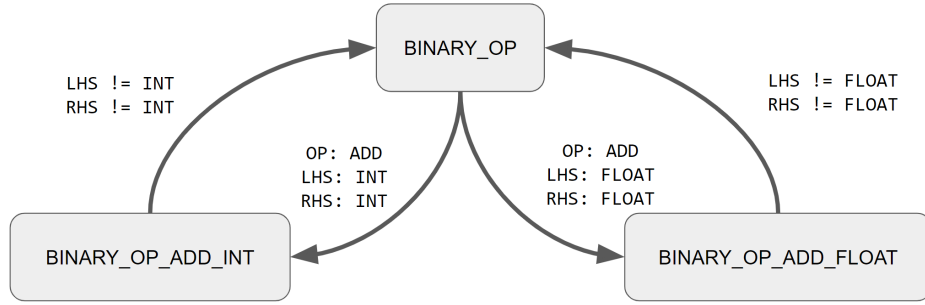 BINARY_OP
LHS != INT
RHS != INT
LHS != FLOAT
RHS != FLOAT
OP: ADD
LHS: INT
RHS: INT
OP: ADD
LHS: FLOAT
RHS: FLOAT
BINARY_OP_ADD_INT
BINARY_OP_ADD_FLOAT